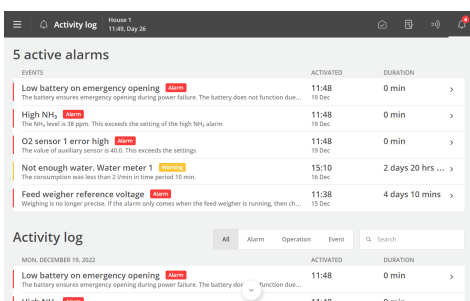 Activity log
House 1
11:49, Day 26
4
5 active alarms
EVENTS ACTIVATED DURATION
Low battery on emergency opening Alarm 11:48 0 min
The battery ensures emergency opening during power failure. The battery does not function due... 19 Dec
High NH₃ Alarm 11:48 0 min
The NH₃ level is 38 ppm. This exceeds the setting of the high NH₃ alarm 19 Dec
O2 sensor 1 error high Alarm 11:48 0 min
The value of auxiliary sensor is 40.0. This exceeds the settings 19 Dec
Not enough water. Water meter 1 Warning 15:10 2 days 20 hrs ...
The consumption was less than 2 l/min in time period 10 min. 16 Dec
Feed weigher reference voltage Alarm 11:38 4 days 10 mins
Weighing is no longer precise. If the alarm only comes when the feed weigher is running, then ch... 15 Dec
Activity log All Alarm Operation Event Search
MON, DECEMBER 19, 2022 ACTIVATED DURATION
Low battery on emergency opening Alarm 11:48 0 min
The battery ensures emergency opening during power failure. The battery function due... 19 Dec